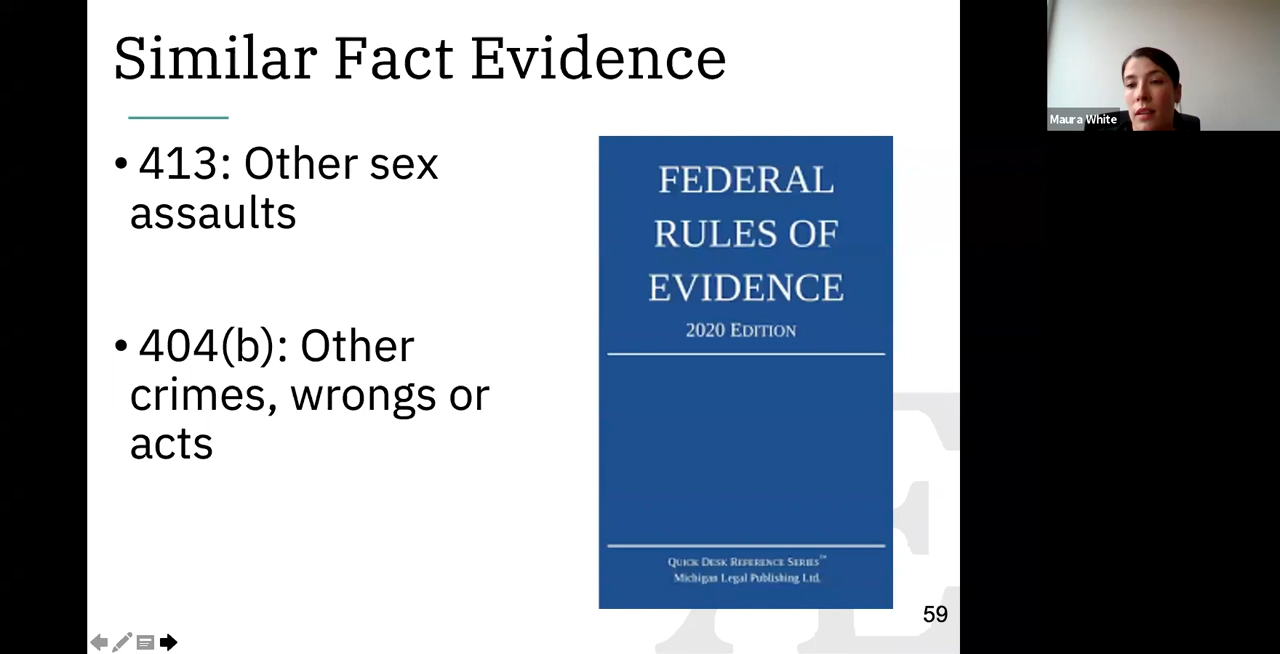 Similar Fact Evidence
• 413: Other sex
assaults
• 404(b): Other
crimes, wrongs or
acts
FEDERAL
RULES OF
EVIDENCE
2020 EDITION
QUICK DESK REFERENCE SERIES™
Michigan Legal Publishing Ltd.
59
Maura White